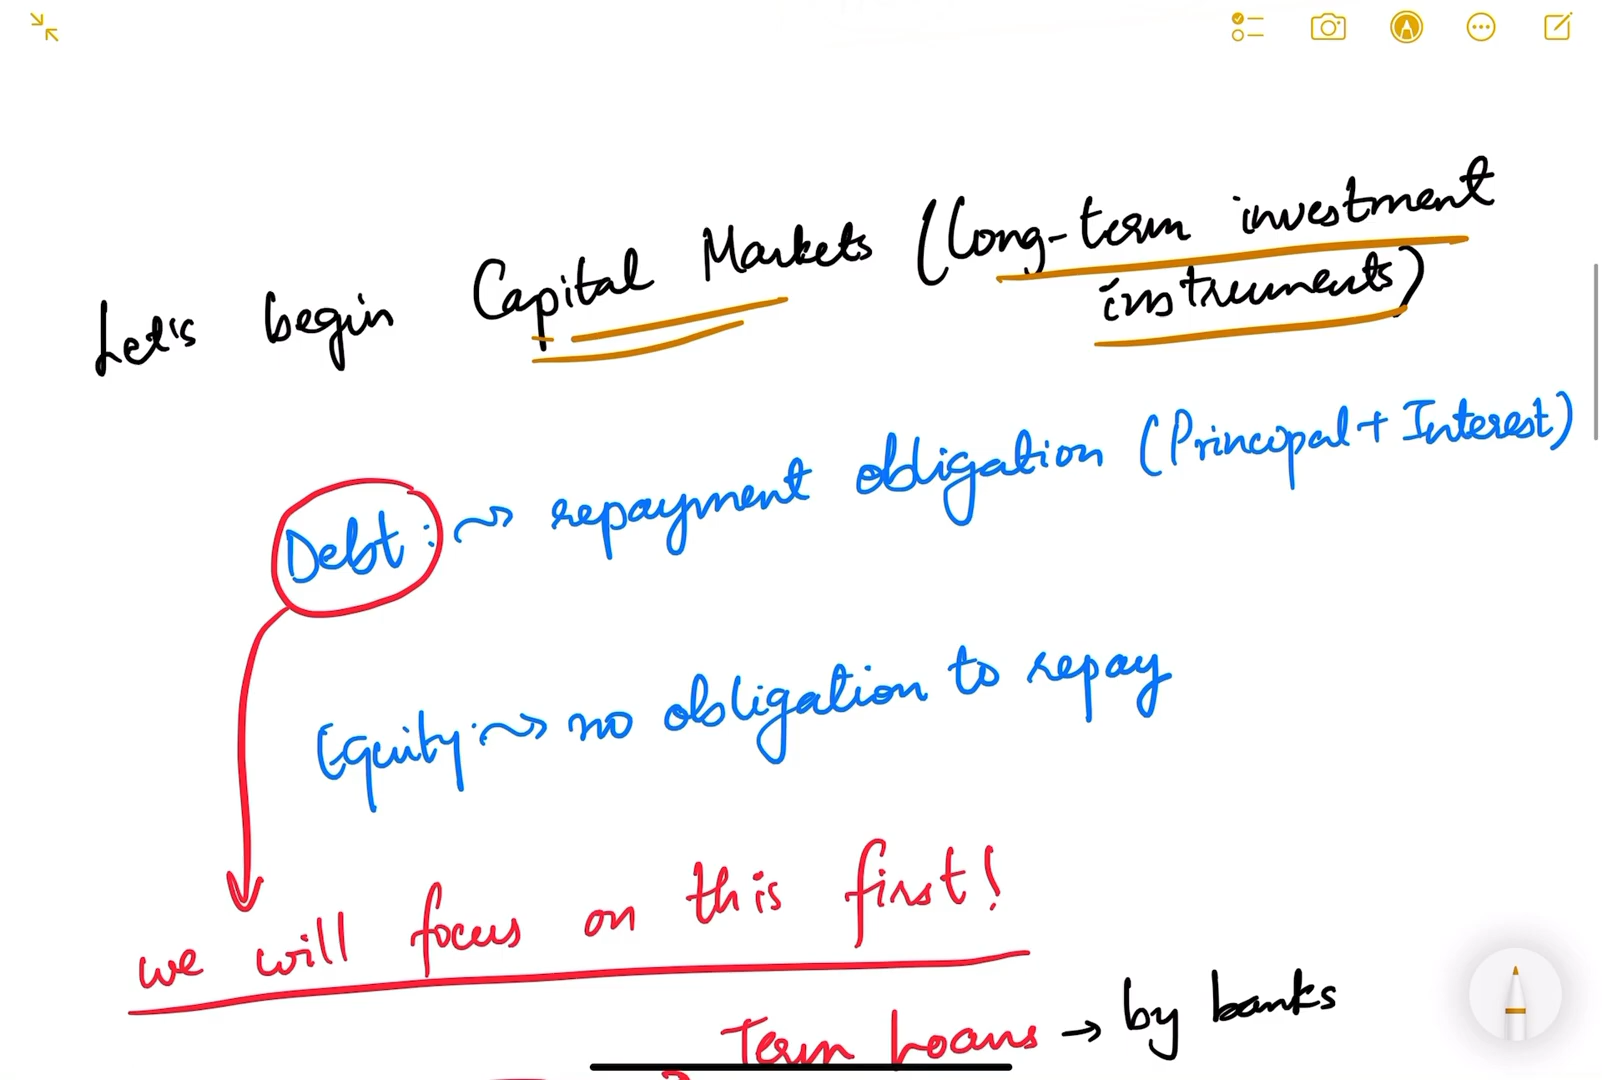 Let's begin Capital Markets (long-term investment
instruments)
Debt: ~> repayment obligation (Principal + Interest)
Equity: ~> no obligation to repay
we will focus on this first!
Term Loans → by banks